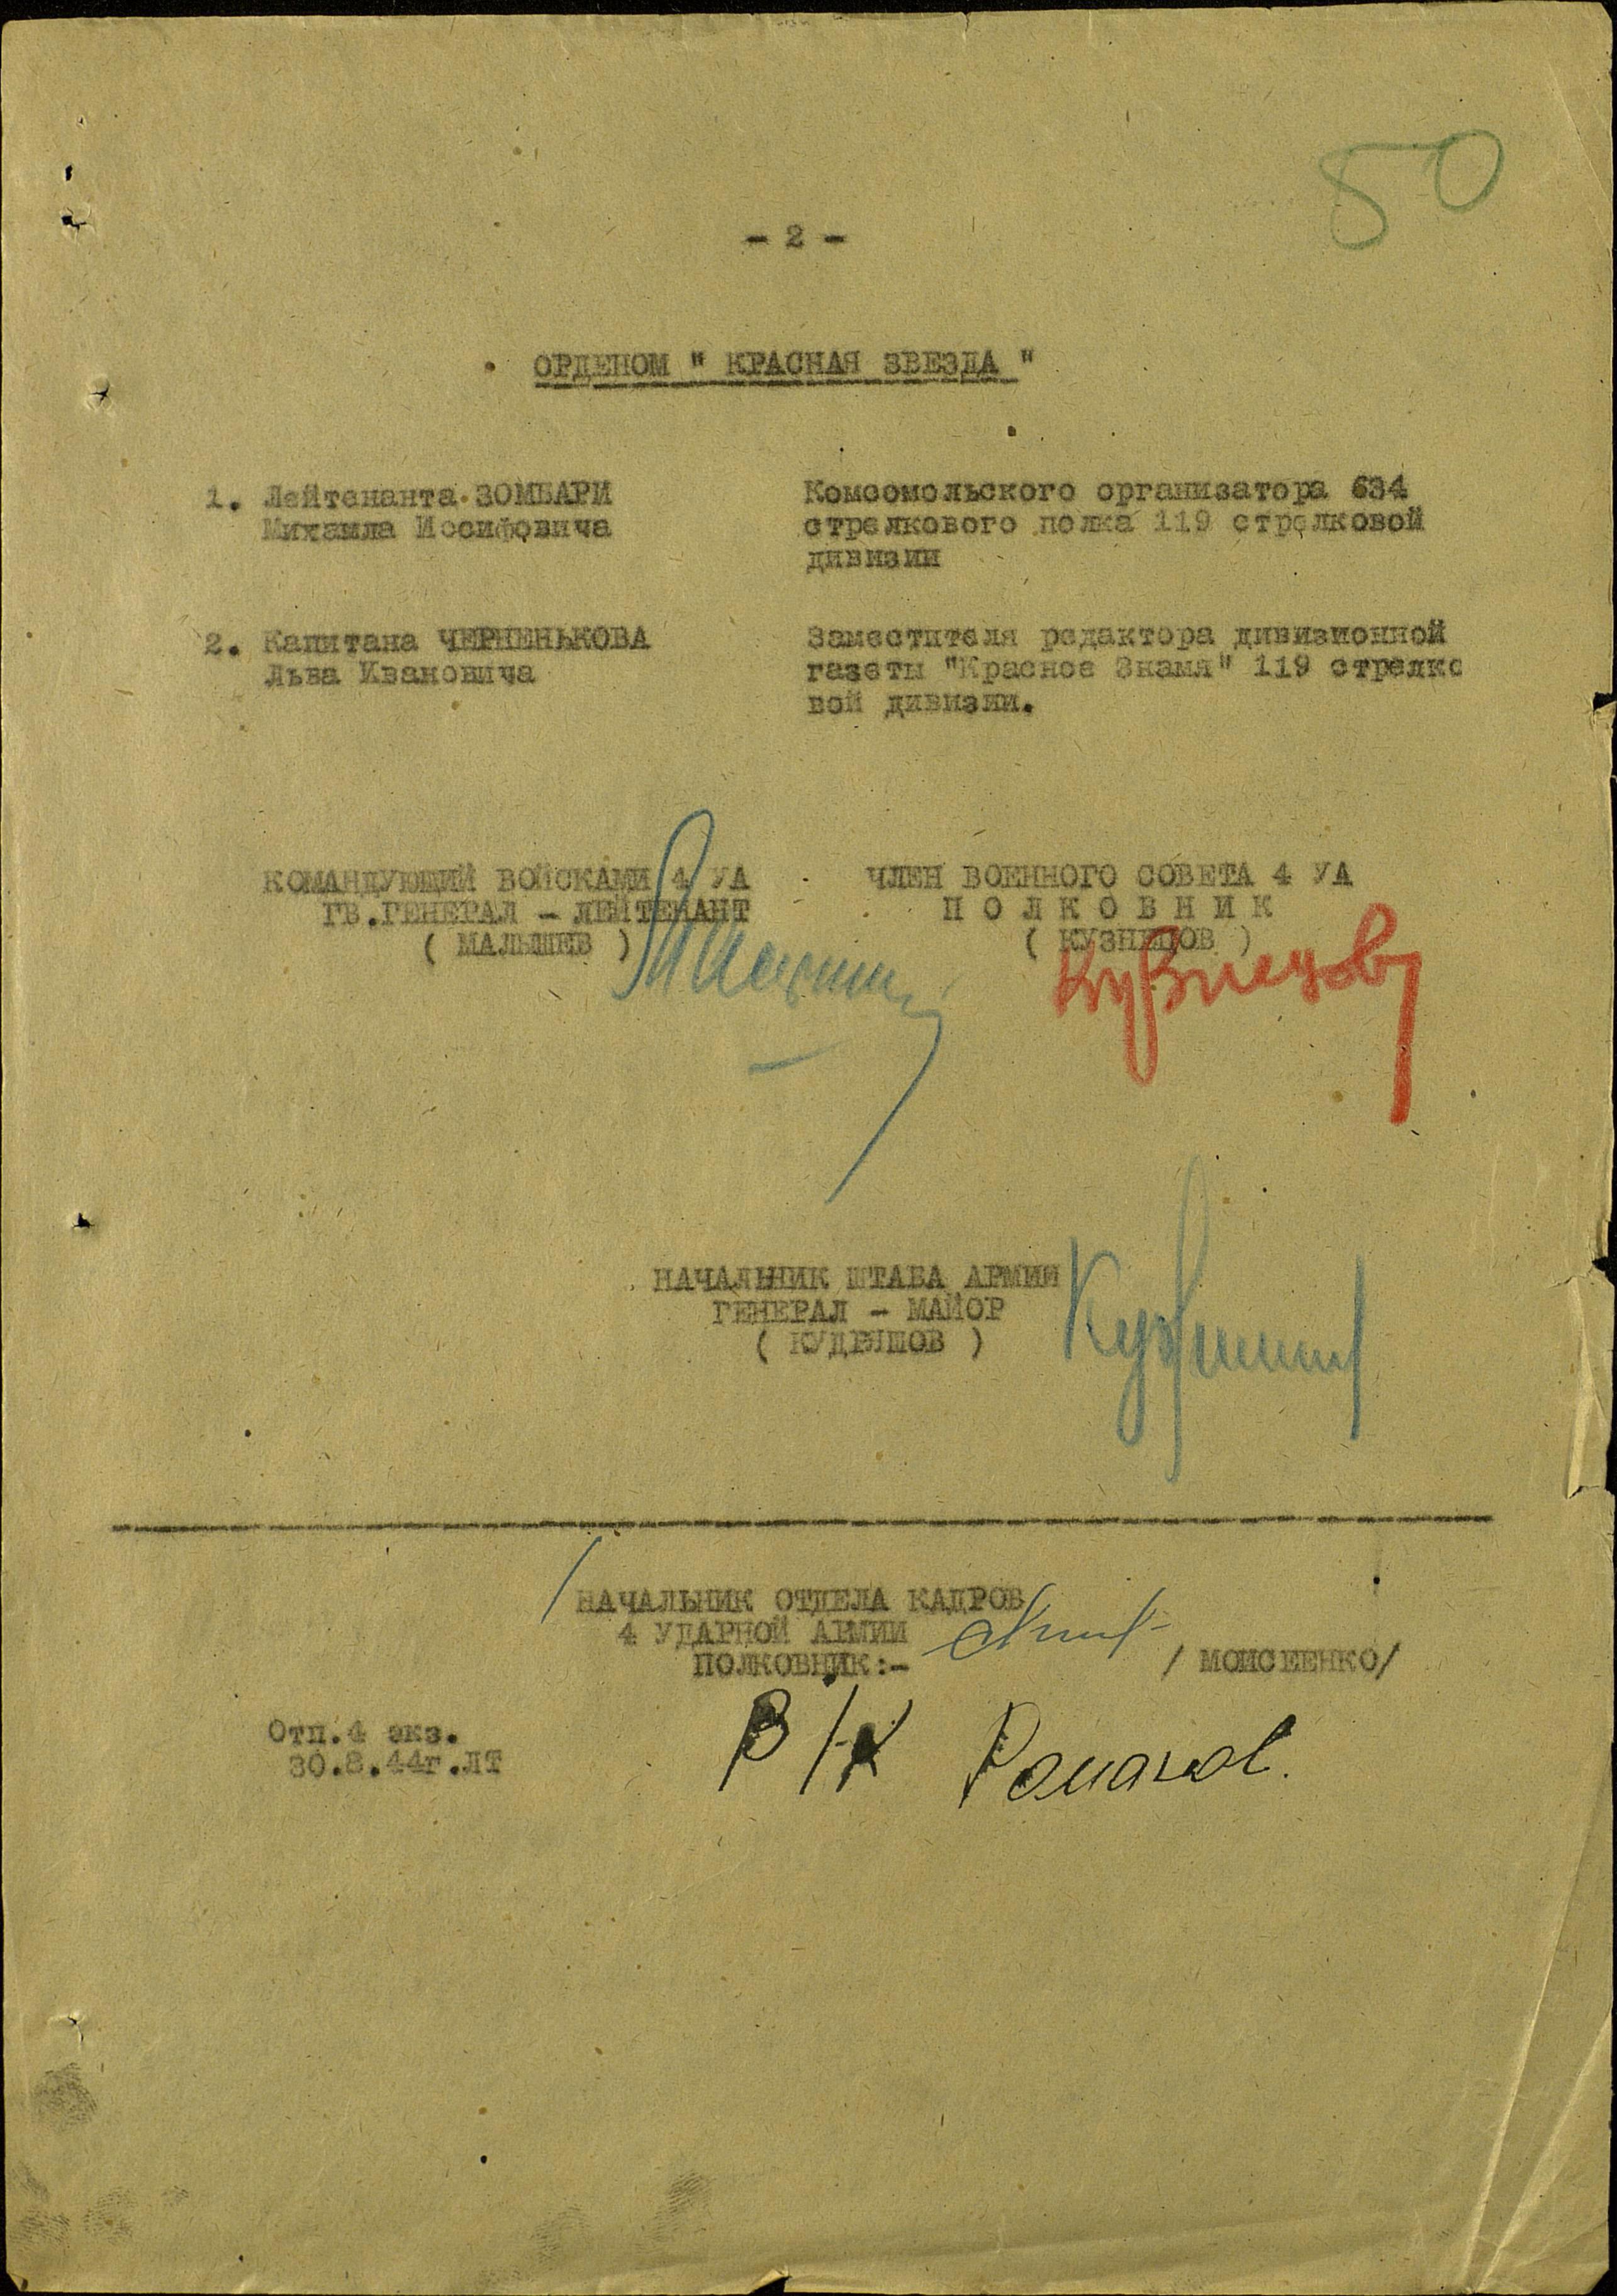 50
- 2 -
ОРДЕНОМ " КРАСНАЯ ЗВЕЗДА "
1. Лейтенанта ЗОМБАРИ
Михаила Иосифовича
Комсомольского организатора 634
стрелкового полка 119 стрелковой
дивизии
2. Капитана ЧЕРНЕНЬКОВА
Льва Ивановича
Заместителя редактора дивизионной
газеты "Красное Знамя" 119 стрелко
вой дивизии.
КОМАНДУЮЩИЙ ВОЙСКАМИ 4 УА
ГВ.ГЕНЕРАЛ - ЛЕЙТЕНАНТ
( МАЛЫШЕВ )
ЧЛЕН ВОЕННОГО СОВЕТА 4 УА
П О Л К О В Н И К
( КУЗНЕЦОВ )
Кузнецов
НАЧАЛЬНИК ШТАБА АРМИИ
ГЕНЕРАЛ - МАЙОР
( КУДРЯШОВ )
НАЧАЛЬНИК ОТДЕЛА КАДРОВ
4 УДАРНОЙ АРМИИ
ПОЛКОВНИК:-
/ МОИСЕЕНКО/
Отп.4 экз.
30.8.44г.ЛТ
Романов.